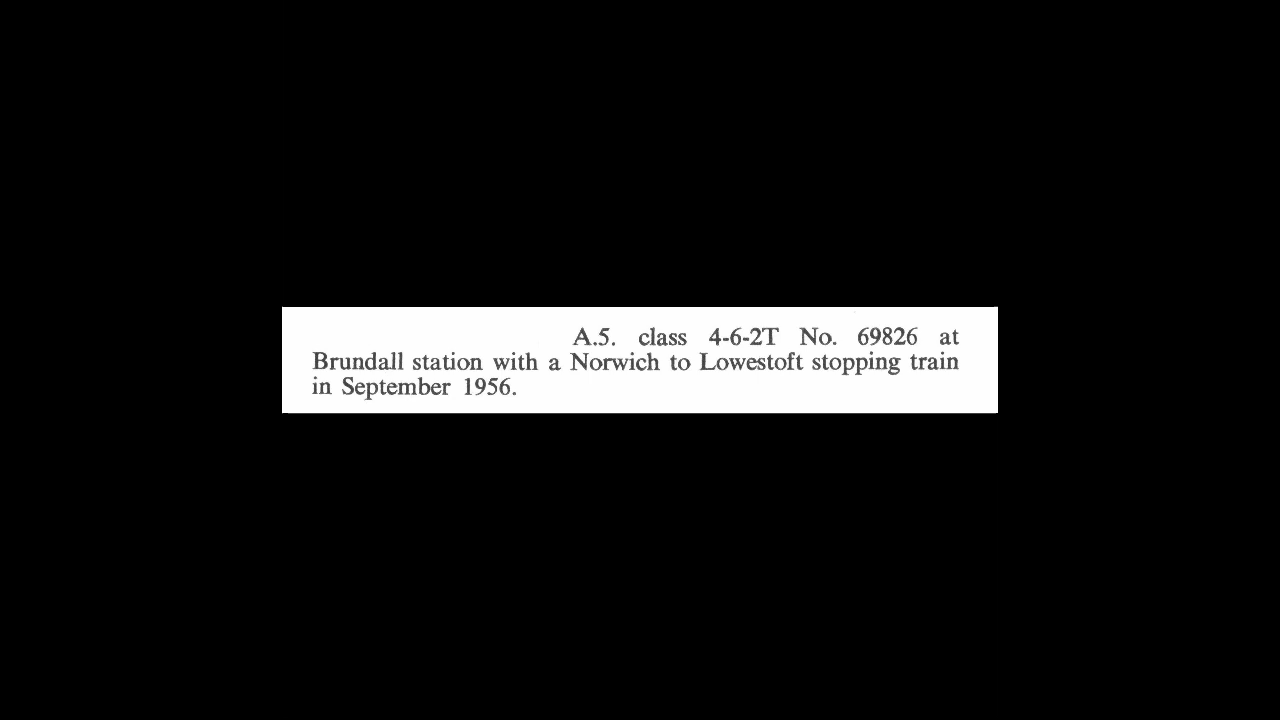 A.5. class 4-6-2T No. 69826 at
Brundall station with a Norwich to Lowestoft stopping train
in September 1956.